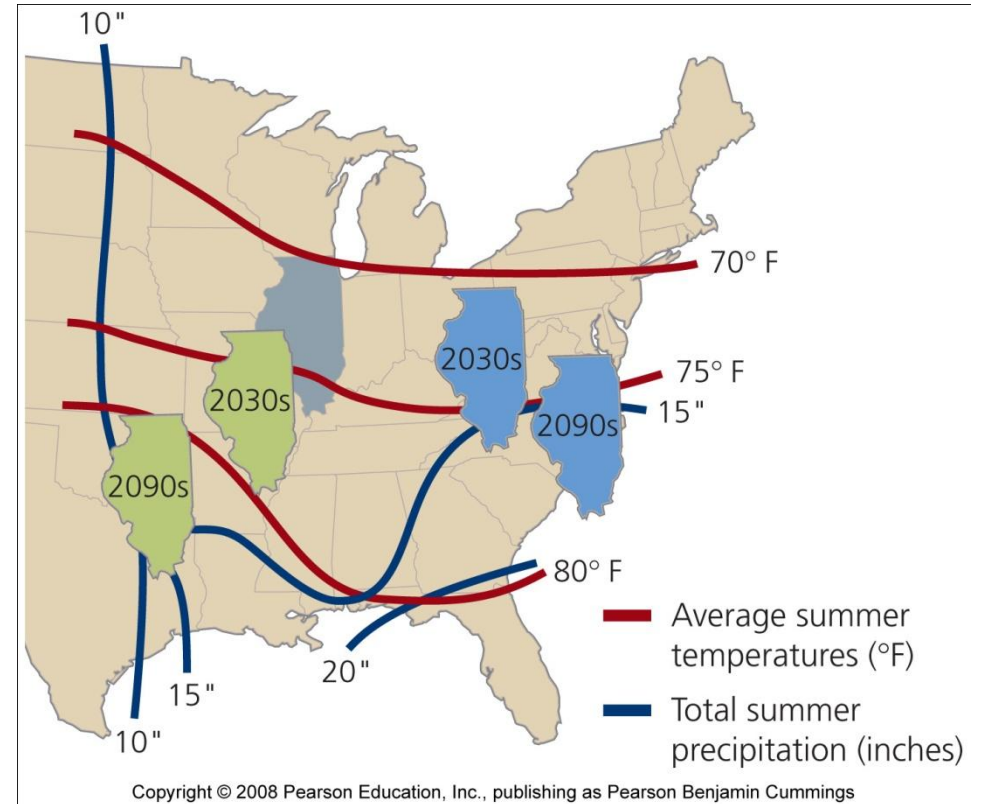 10"
70° F
2030s
75° F
2030s
15"
2090s
2090s
80° F
20"
15"
10"
Average summer
temperatures (°F)
Total summer
precipitation (inches)
Copyright © 2008 Pearson Education, Inc., publishing as Pearson Benjamin Cummings